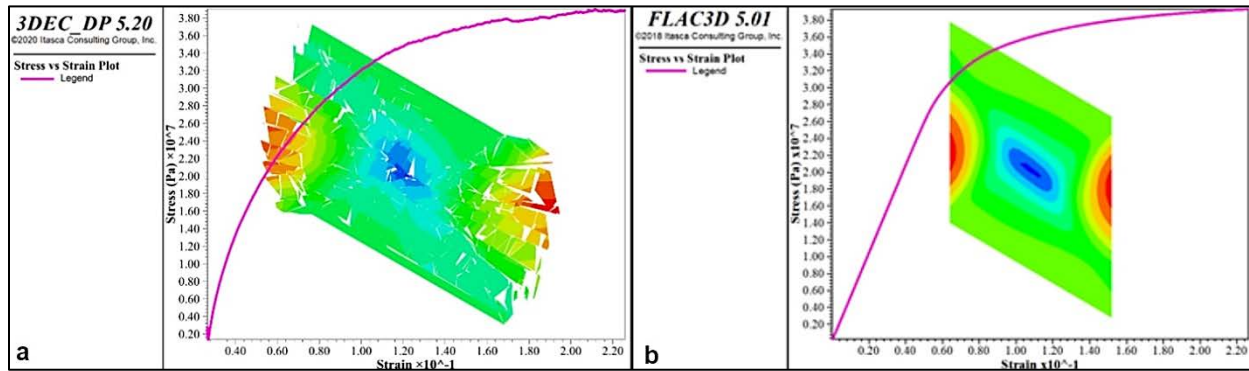 3DEC_DP 5.20
©2020 Itasca Consulting Group, Inc.
Stress vs Strain Plot
Legend
a
Stress (Pa) ×10^7
3.80
3.60
3.40
3.20
3.00
2.80
2.60
2.40
2.20
2.00
1.80
1.60
1.40
1.20
1.00
0.80
0.60
0.40
0.20
0.40 0.60 0.80 1.00 1.20 1.40 1.60 1.80 2.00 2.20
Strain ×10^-1
FLAC3D 5.01
©2018 Itasca Consulting Group, Inc.
Stress vs Strain Plot
Legend
b
Stress (Pa) x10^7
3.80
3.60
3.40
3.20
3.00
2.80
2.60
2.40
2.20
2.00
1.80
1.60
1.40
1.20
1.00
0.80
0.60
0.40
0.20
0.20 0.40 0.60 0.80 1.00 1.20 1.40 1.60 1.80 2.00 2.20
Strain x10^-1